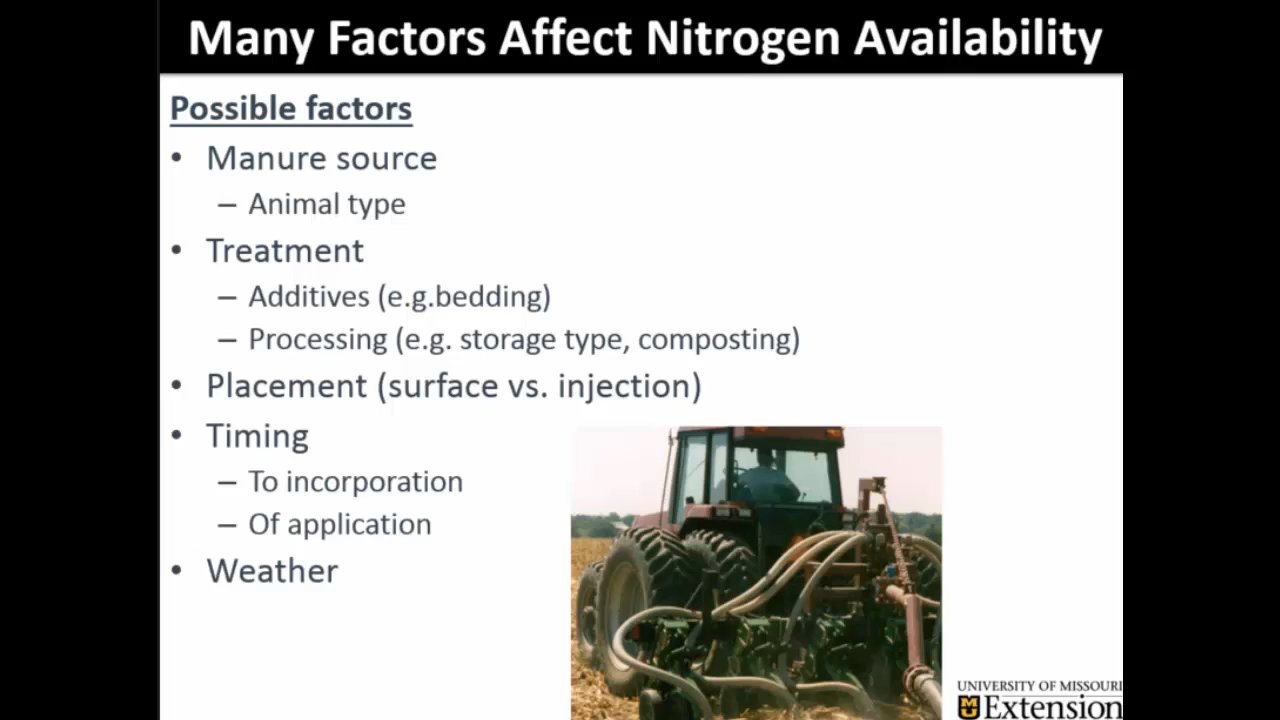 Many Factors Affect Nitrogen Availability
Possible factors
• Manure source
– Animal type
• Treatment
– Additives (e.g.bedding)
– Processing (e.g. storage type, composting)
• Placement (surface vs. injection)
• Timing
– To incorporation
– Of application
• Weather
UNIVERSITY OF MISSOURI
Extension